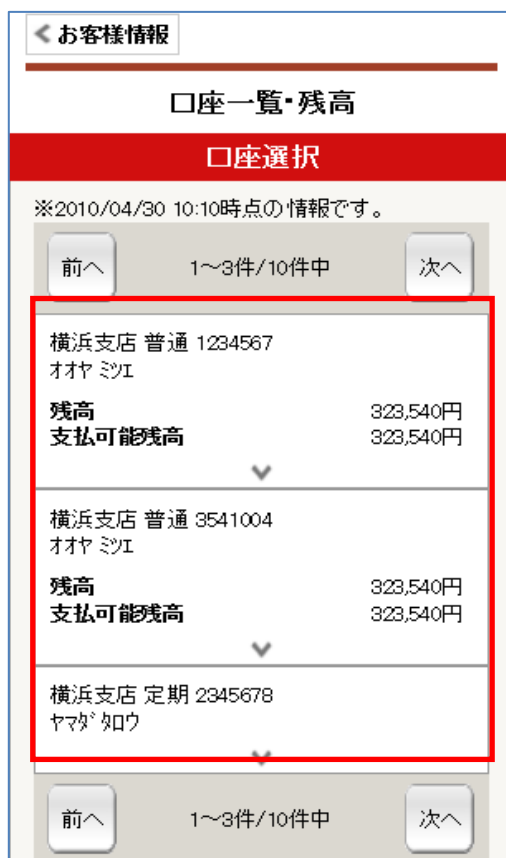 お客様情報
口座一覧・残高
口座選択
※2010/04/30 10:10時点の情報です。
前へ 1～3件/10件中 次へ
横浜支店 普通 1234567
オオヤ ミツエ
残高 323,540円
支払可能残高 323,540円
横浜支店 普通 3541004
オオヤ ミツエ
残高 323,540円
支払可能残高 323,540円
横浜支店 定期 2345678
ヤマダ タロウ
前へ 1～3件/10件中 次へ